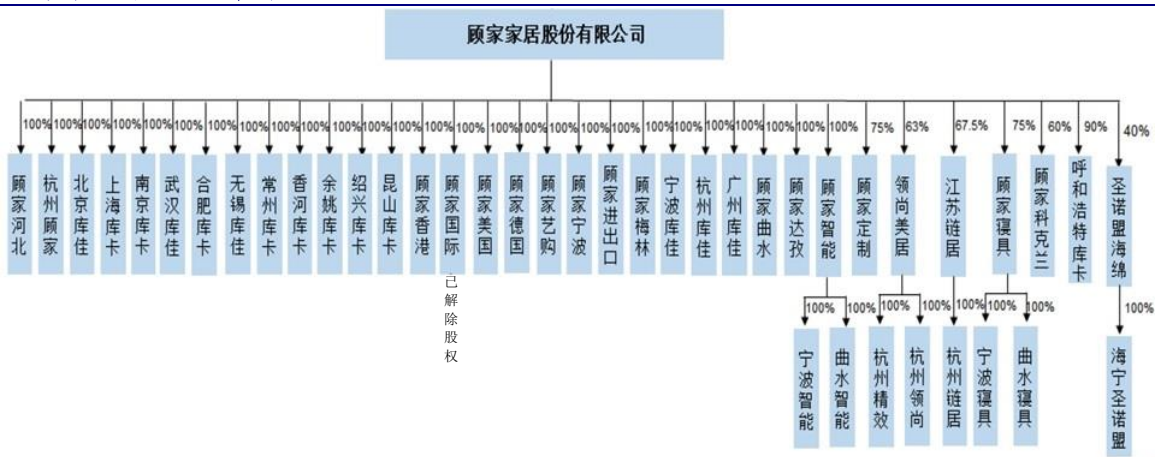 顾家家居股份有限公司
100% 100% 100% 100% 100% 100% 100% 100% 100% 100% 100% 100% 100% 100% 100% 100% 100% 100% 100% 100% 100% 100% 100% 100% 100% 100% 100% 75% 63% 67.5% 75% 60% 90% 40%
顾家河北
杭州顾家
北京库佳
上海库卡
南京库卡
武汉库佳
合肥库卡
无锡库佳
常州库卡
香河库卡
余姚库卡
绍兴库卡
昆山库卡
顾家香港
顾家国际
顾家美国
顾家德国
顾家艺购
顾家宁波
顾家进出口
顾家梅林
宁波库佳
杭州库佳
广州库佳
顾家曲水
顾家达孜
顾家智能
顾家定制
领尚美居
江苏链居
顾家寝具
顾家科克兰
呼和浩特库卡
圣诺盟海绵
己解除股权
100% 100% 100% 100% 100% 100% 100% 100%
宁波智能
曲水智能
杭州精效
杭州领尚
杭州链居
宁波寝具
曲水寝具
海宁圣诺盟